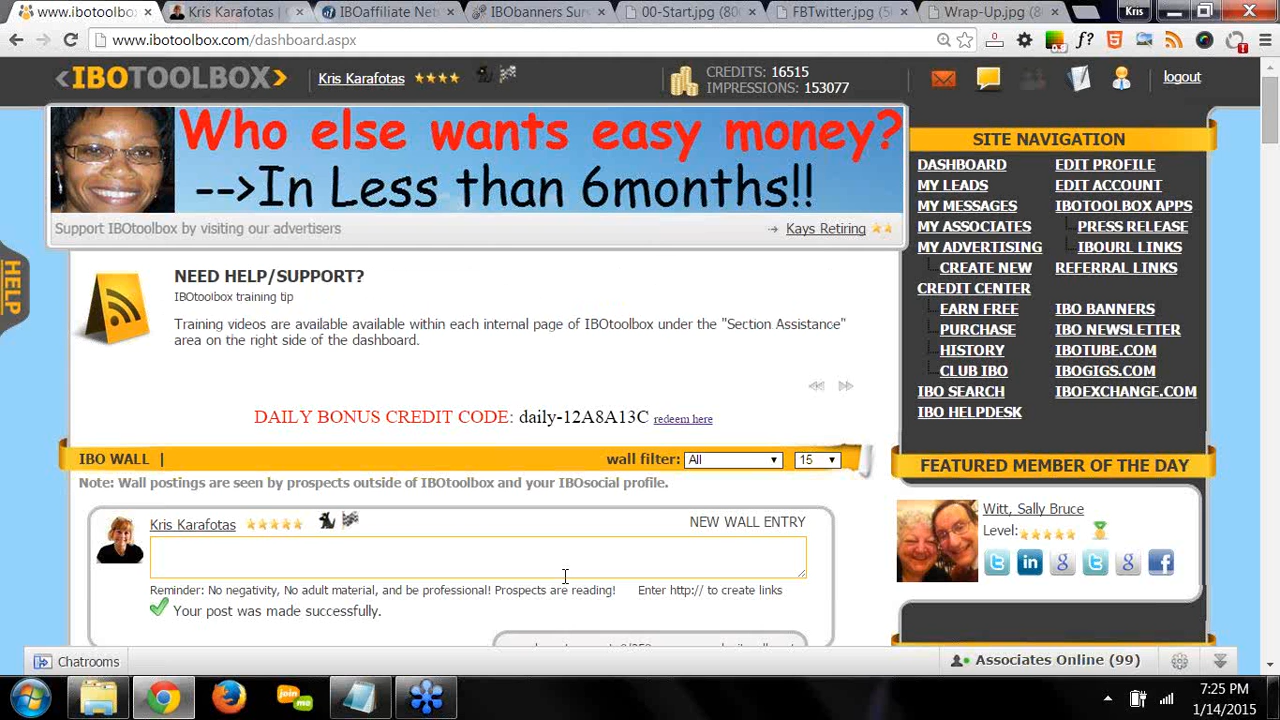 www.ibotoolbox.com
Kris Karafotas |
IBOaffiliate Net
IBObanners Sur
00-Start.jpg (80
FBTwitter.jpg (5
Wrap-Up.jpg (8
Kris
www.ibotoolbox.com/dashboard.aspx
<IBOTOOLBOX>
Kris Karafotas
CREDITS: 16515
IMPRESSIONS: 153077
logout
Who else wants easy money?
-->In Less than 6months!!
Support IBOtoolbox by visiting our advertisers
Kays Retiring
HELP
NEED HELP/SUPPORT?
IBOtoolbox training tip
Training videos are available available within each internal page of IBOtoolbox under the "Section Assistance"
area on the right side of the dashboard.
DAILY BONUS CREDIT CODE: daily-12A8A13C redeem here
IBO WALL |
wall filter: All 15
Note: Wall postings are seen by prospects outside of IBOtoolbox and your IBOsocial profile.
Kris Karafotas
NEW WALL ENTRY
Reminder: No negativity, No adult material, and be professional! Prospects are reading!
Enter http:// to create links
Your post was made successfully.
SITE NAVIGATION
DASHBOARD
EDIT PROFILE
MY LEADS
EDIT ACCOUNT
MY MESSAGES
IBOTOOLBOX APPS
MY ASSOCIATES
PRESS RELEASE
MY ADVERTISING
IBOURL LINKS
CREATE NEW
REFERRAL LINKS
CREDIT CENTER
EARN FREE
IBO BANNERS
PURCHASE
IBO NEWSLETTER
HISTORY
IBOTUBE.COM
CLUB IBO
IBOGIGS.COM
IBO SEARCH
IBOEXCHANGE.COM
IBO HELPDESK
FEATURED MEMBER OF THE DAY
Witt, Sally Bruce
Level:
Chatrooms
Associates Online (99)
join
me
7:25 PM
1/14/2015